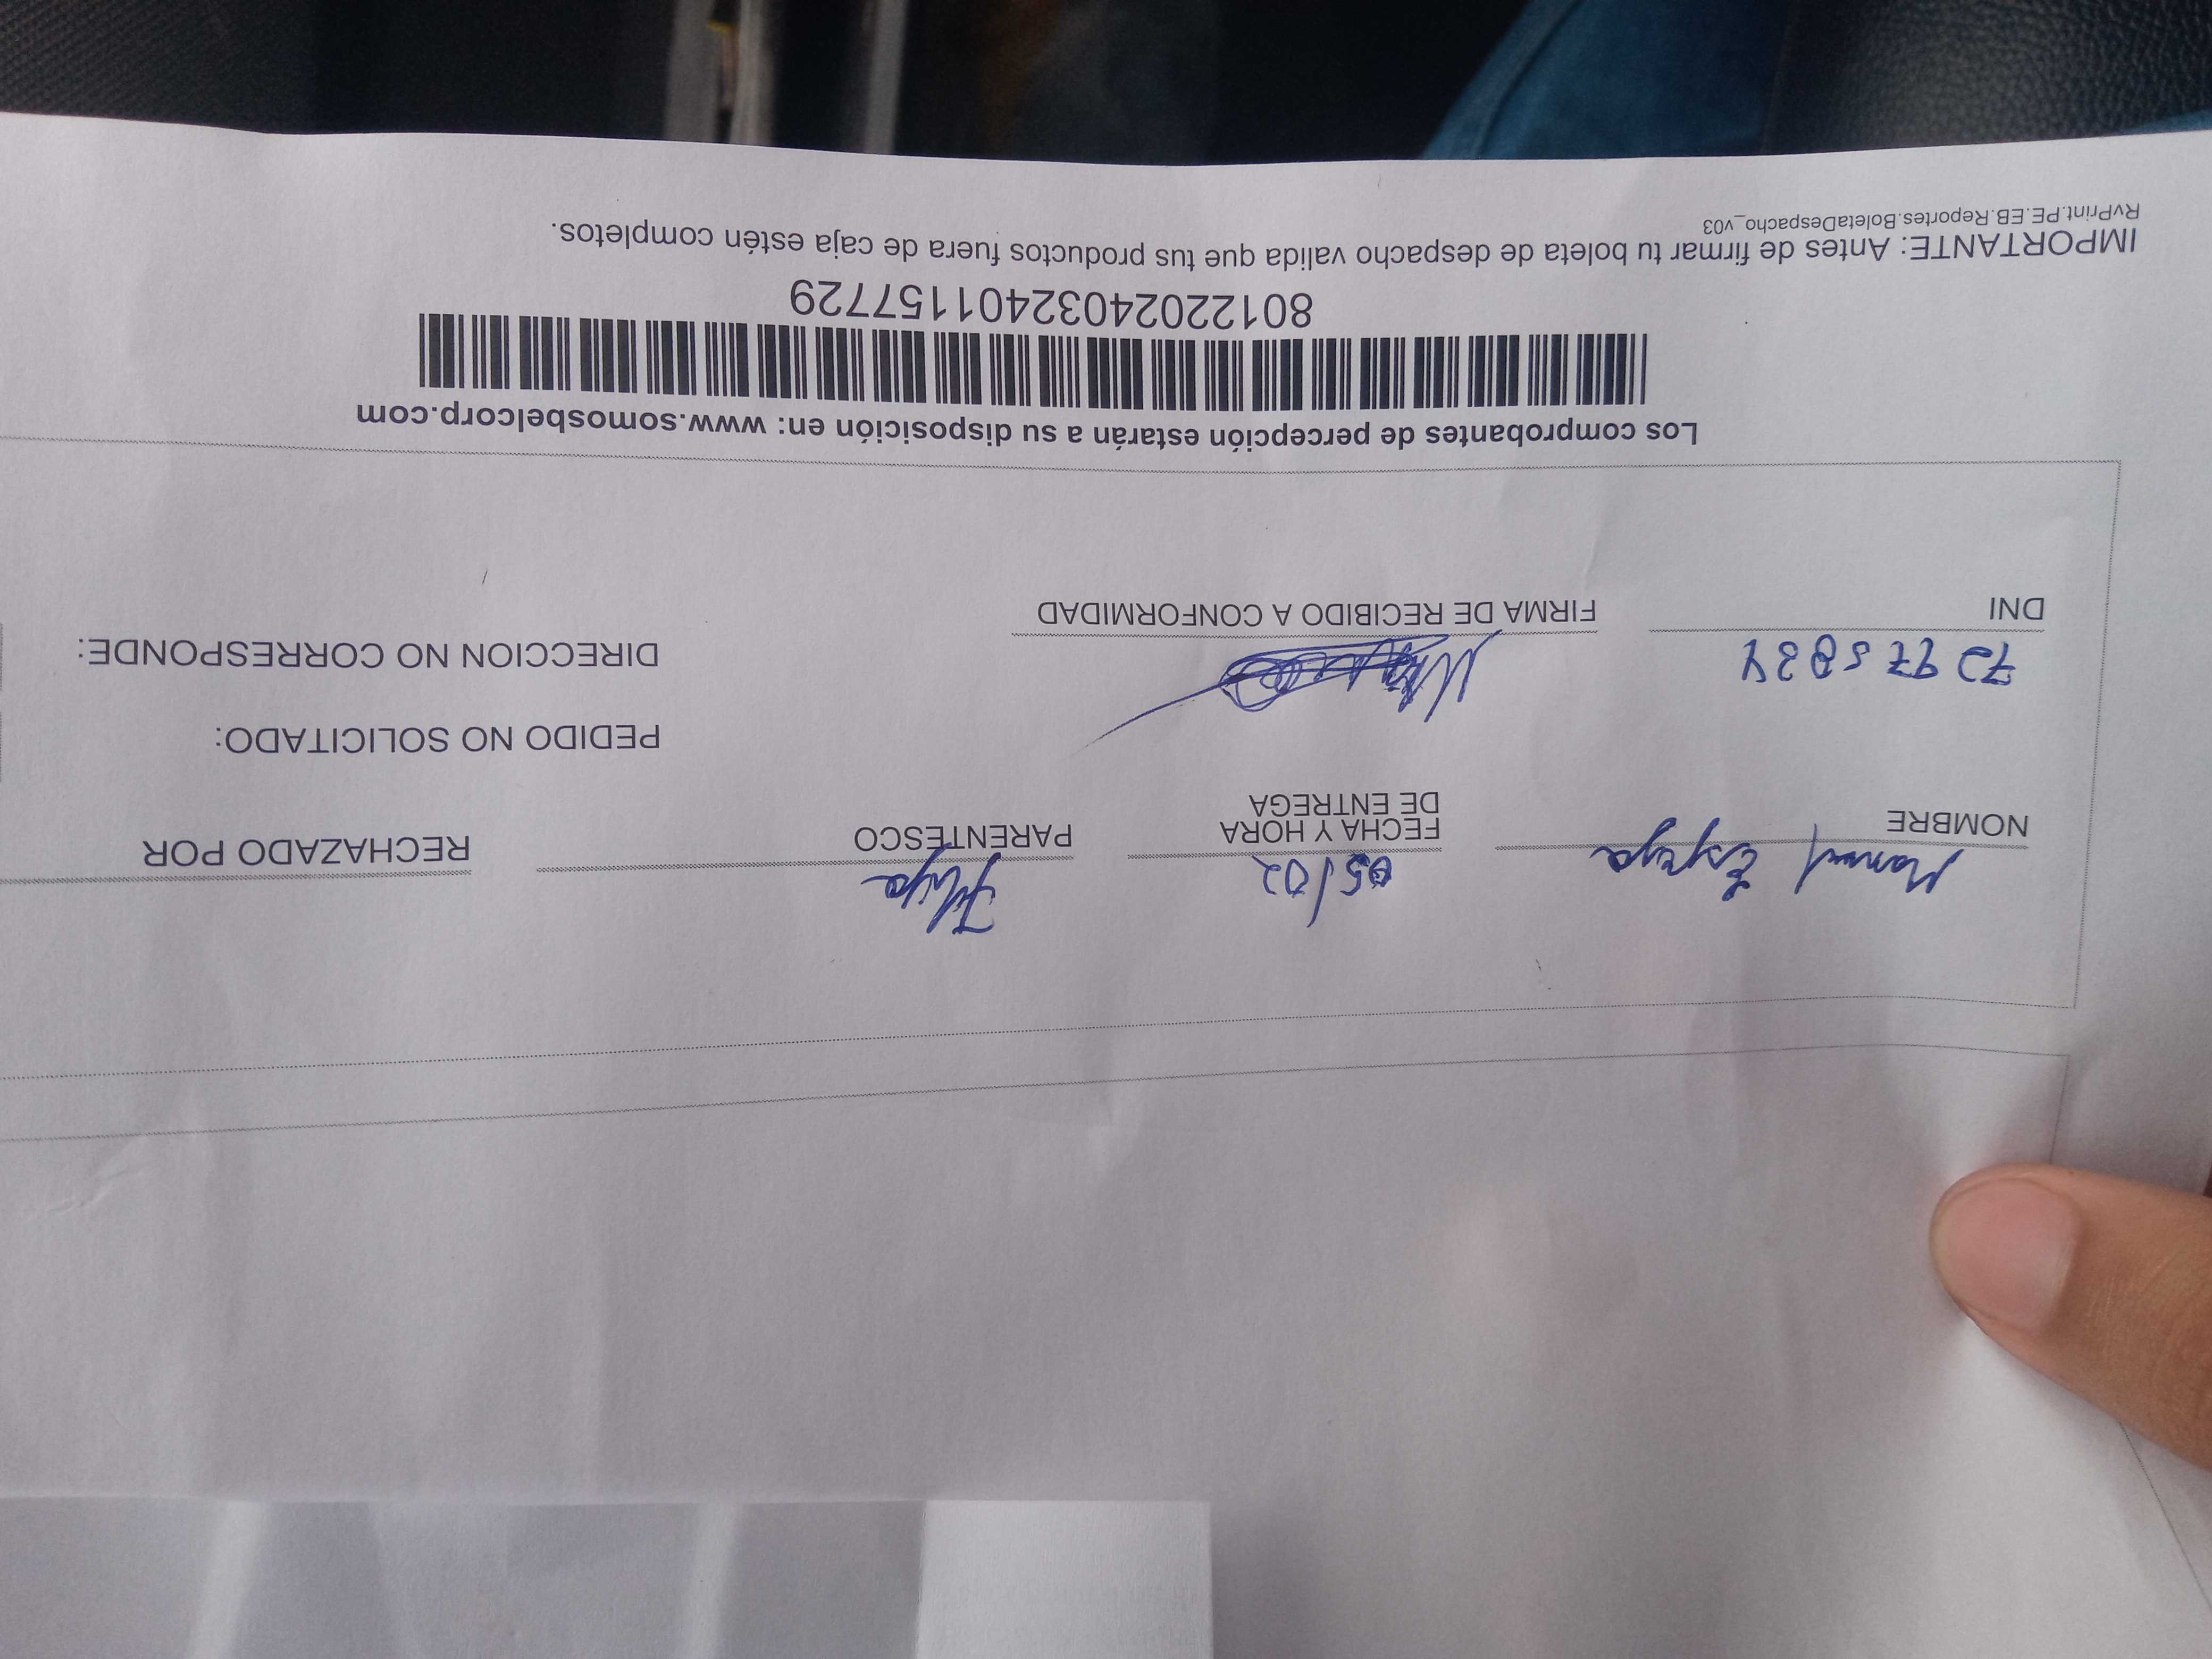 Manuel 05/02
NOMBRE FECHA Y HORA DE ENTREGA PARENTESCO RECHAZADO POR
PEDIDO NO SOLICITADO:
72975834
DNI FIRMA DE RECIBIDO A CONFORMIDAD DIRECCION NO CORRESPONDE:
Los comprobantes de percepción estarán a su disposición en: www.somosbelcorp.com
80122024032401157729
IMPORTANTE: Antes de firmar tu boleta de despacho valida que tus productos fuera de caja estén completos.
RvPrint.PE.EB.Reportes.BoletaDespacho_v03